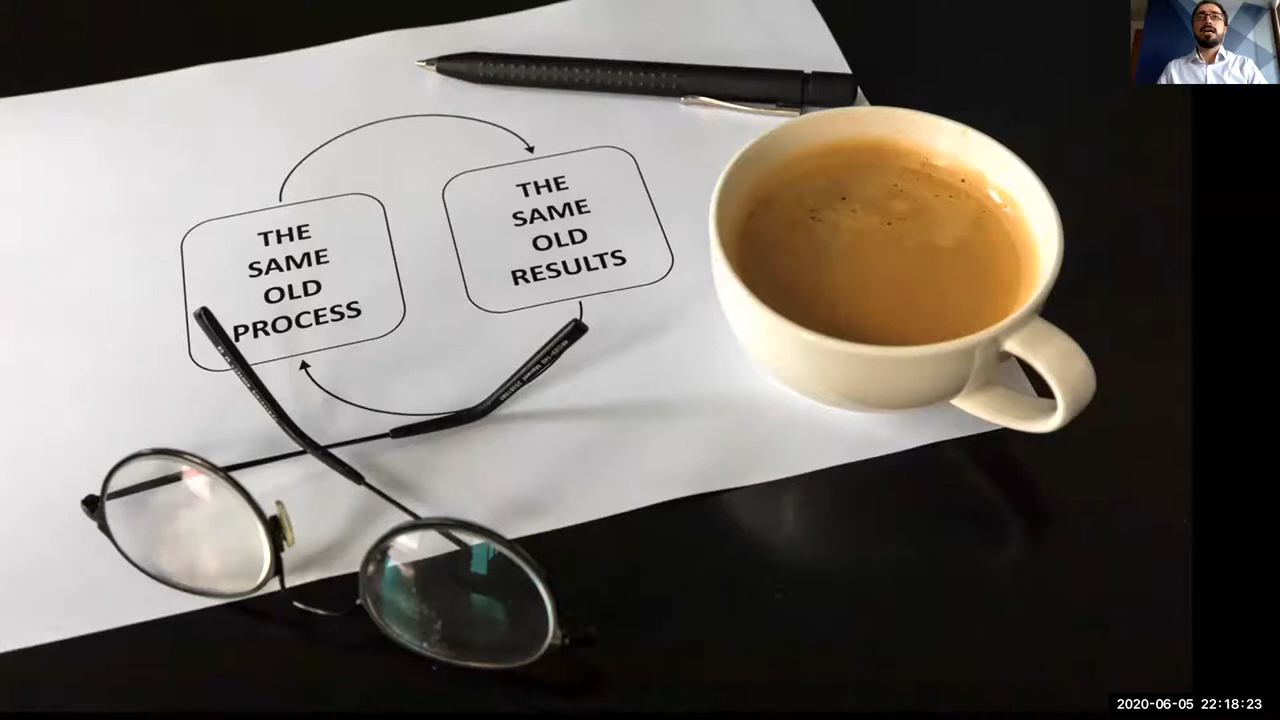 THE
SAME
OLD
PROCESS
THE
SAME
OLD
RESULTS
2020-06-05 22:18:23